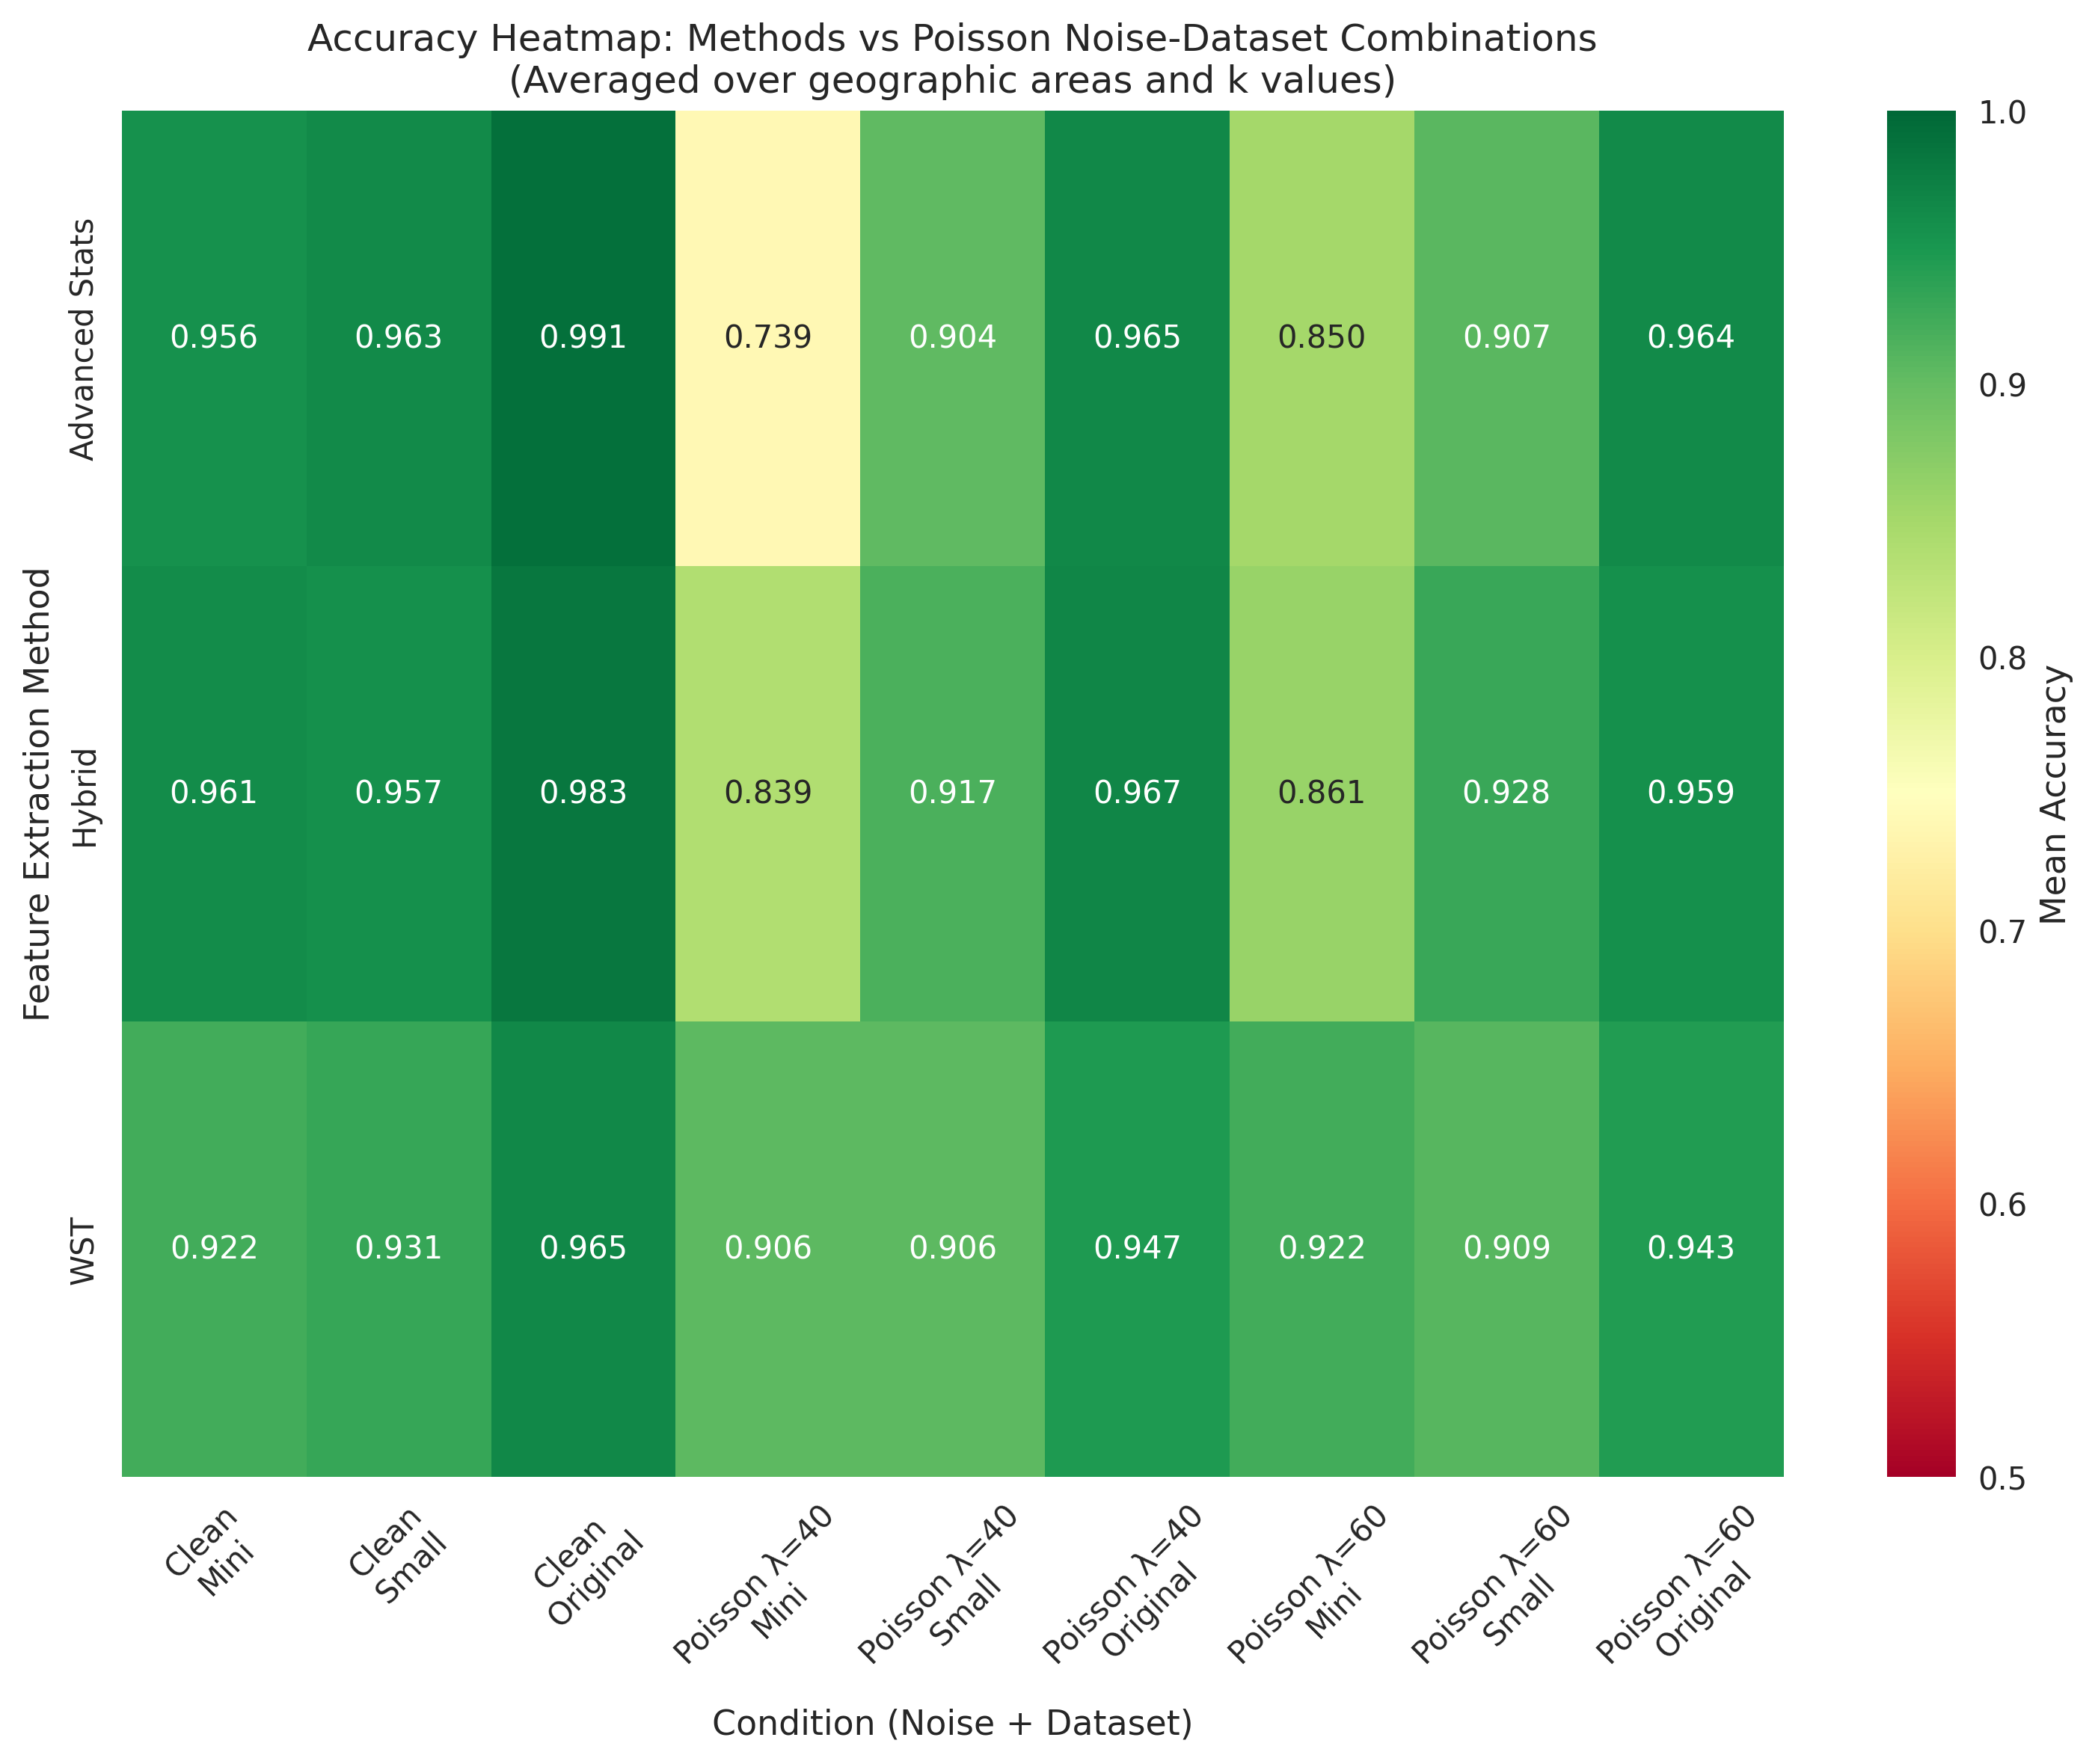 Accuracy Heatmap: Methods vs Poisson Noise-Dataset Combinations
(Averaged over geographic areas and k values)
Feature Extraction Method
Advanced Stats
0.956 0.963 0.991 0.739 0.904 0.965 0.850 0.907 0.964
Hybrid
0.961 0.957 0.983 0.839 0.917 0.967 0.861 0.928 0.959
WST
0.922 0.931 0.965 0.906 0.906 0.947 0.922 0.909 0.943
Clean
Mini
Clean
Small
Clean
Original
Poisson λ=40
Mini
Poisson λ=40
Small
Poisson λ=40
Original
Poisson λ=60
Mini
Poisson λ=60
Small
Poisson λ=60
Original
Condition (Noise + Dataset)
1.0
0.9
0.8
0.7
0.6
0.5
Mean Accuracy